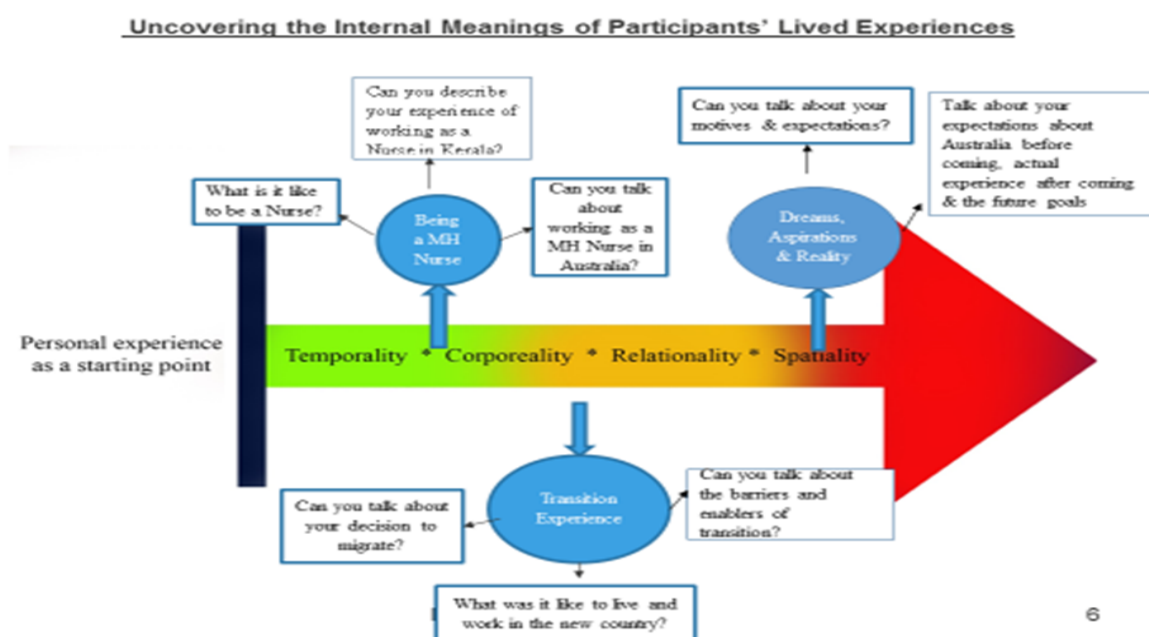 Uncovering the Internal Meanings of Participants' Lived Experiences
Can you describe
your experience of
working as a
Nurse in Kerala?
Can you talk about your
motives & expectations?
Talk about your
expectations about
Australia before
coming, actual
experience after coming
& the future goals
What is it like
to be a Nurse?
Being
a MH
Nurse
Can you talk
about
working as a
MH Nurse in
Australia?
Dreams,
Aspirations
& Reality
Personal experience
as a starting point
Temporality * Corporeality * Relationality * Spatiality
Can you talk about
your decision to
migrate?
Transition
Experience
Can you talk about
the barriers and
enablers of
transition?
What was it like to live and
work in the new country?
6